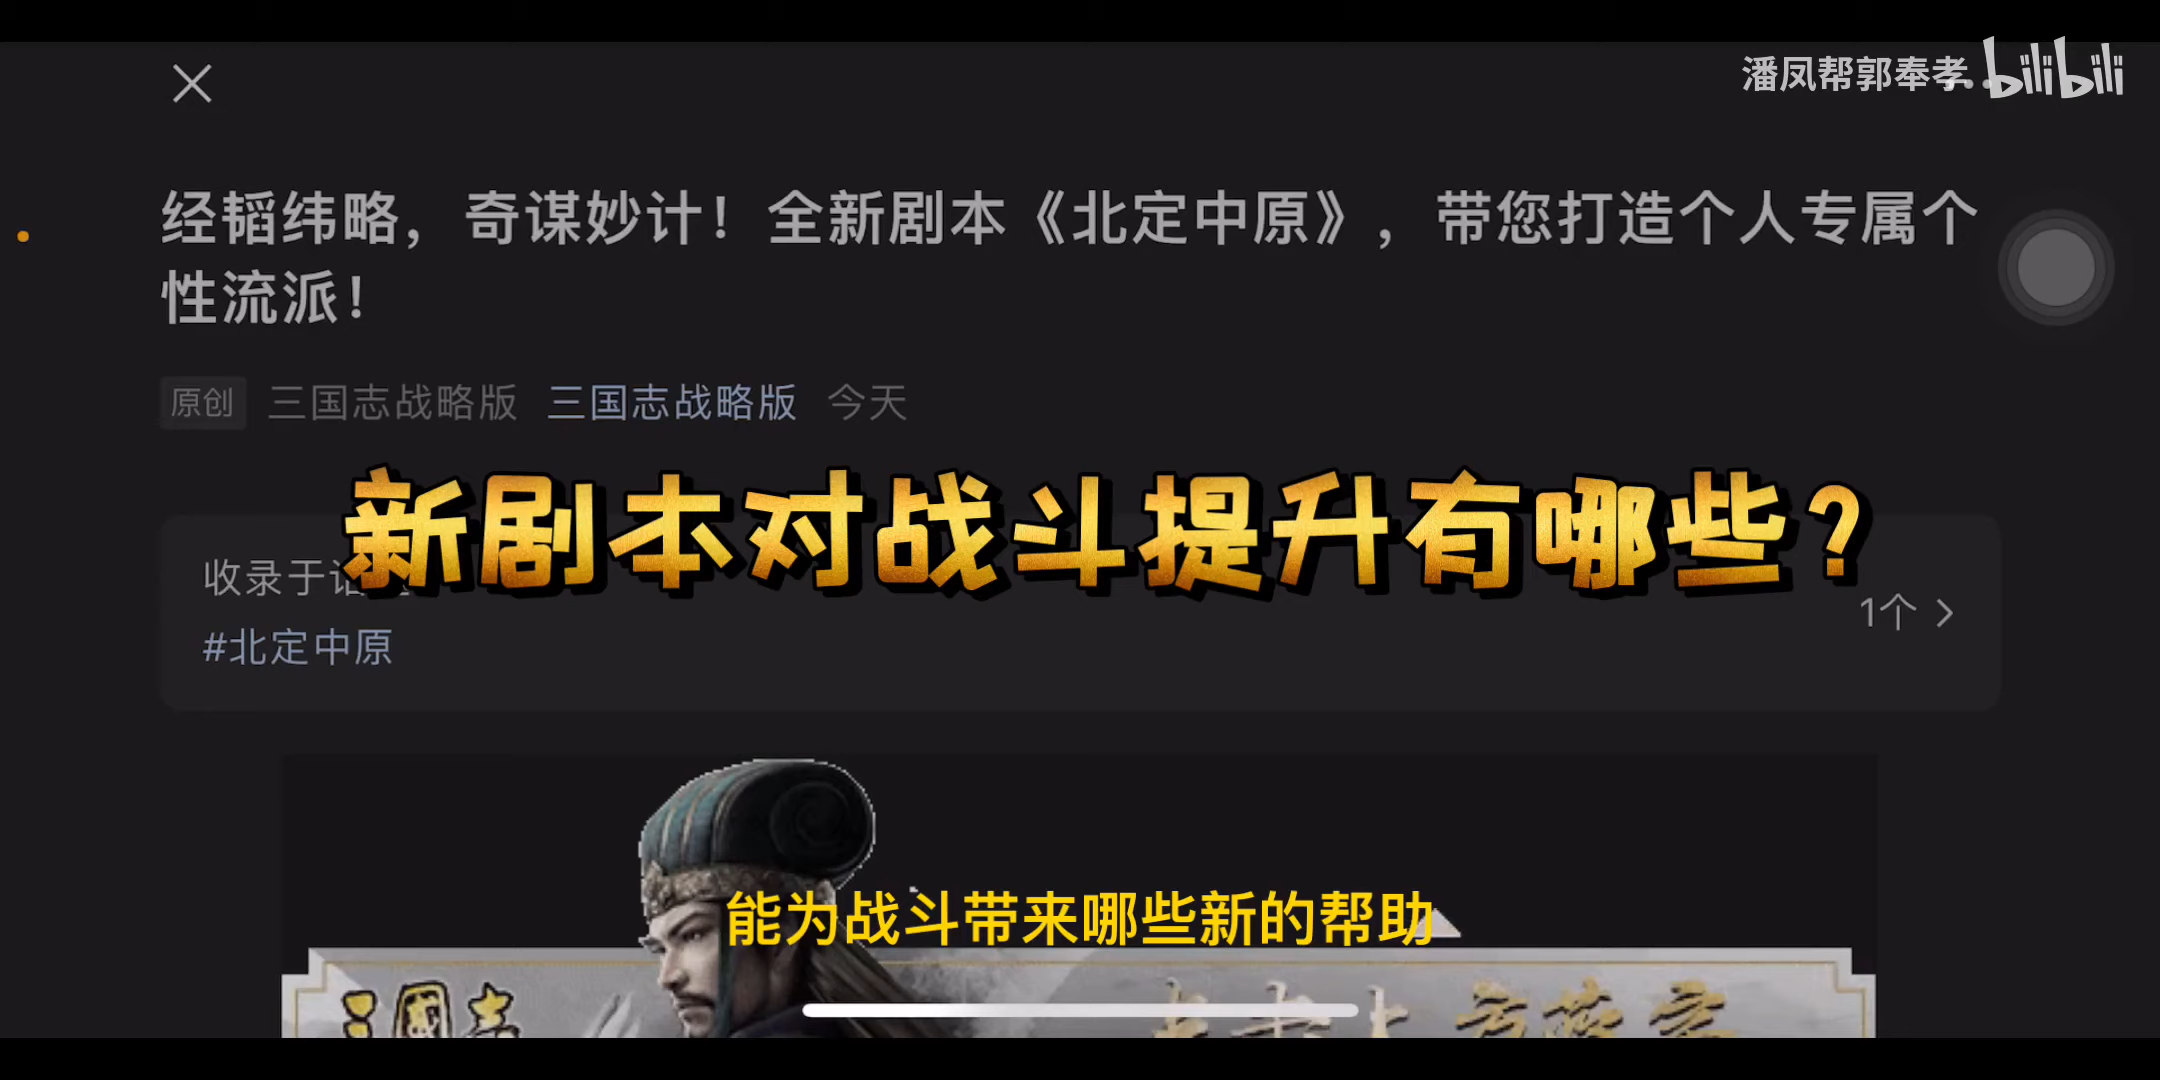 潘凤帮郭奉孝... bilibili
经韬纬略，奇谋妙计！全新剧本《北定中原》，带您打造个人专属个
性流派！
原创 三国志战略版 三国志战略版 今天
新剧本对战斗提升有哪些？
收录于话
1个
#北定中原
能为战斗带来哪些新的帮助
三國志